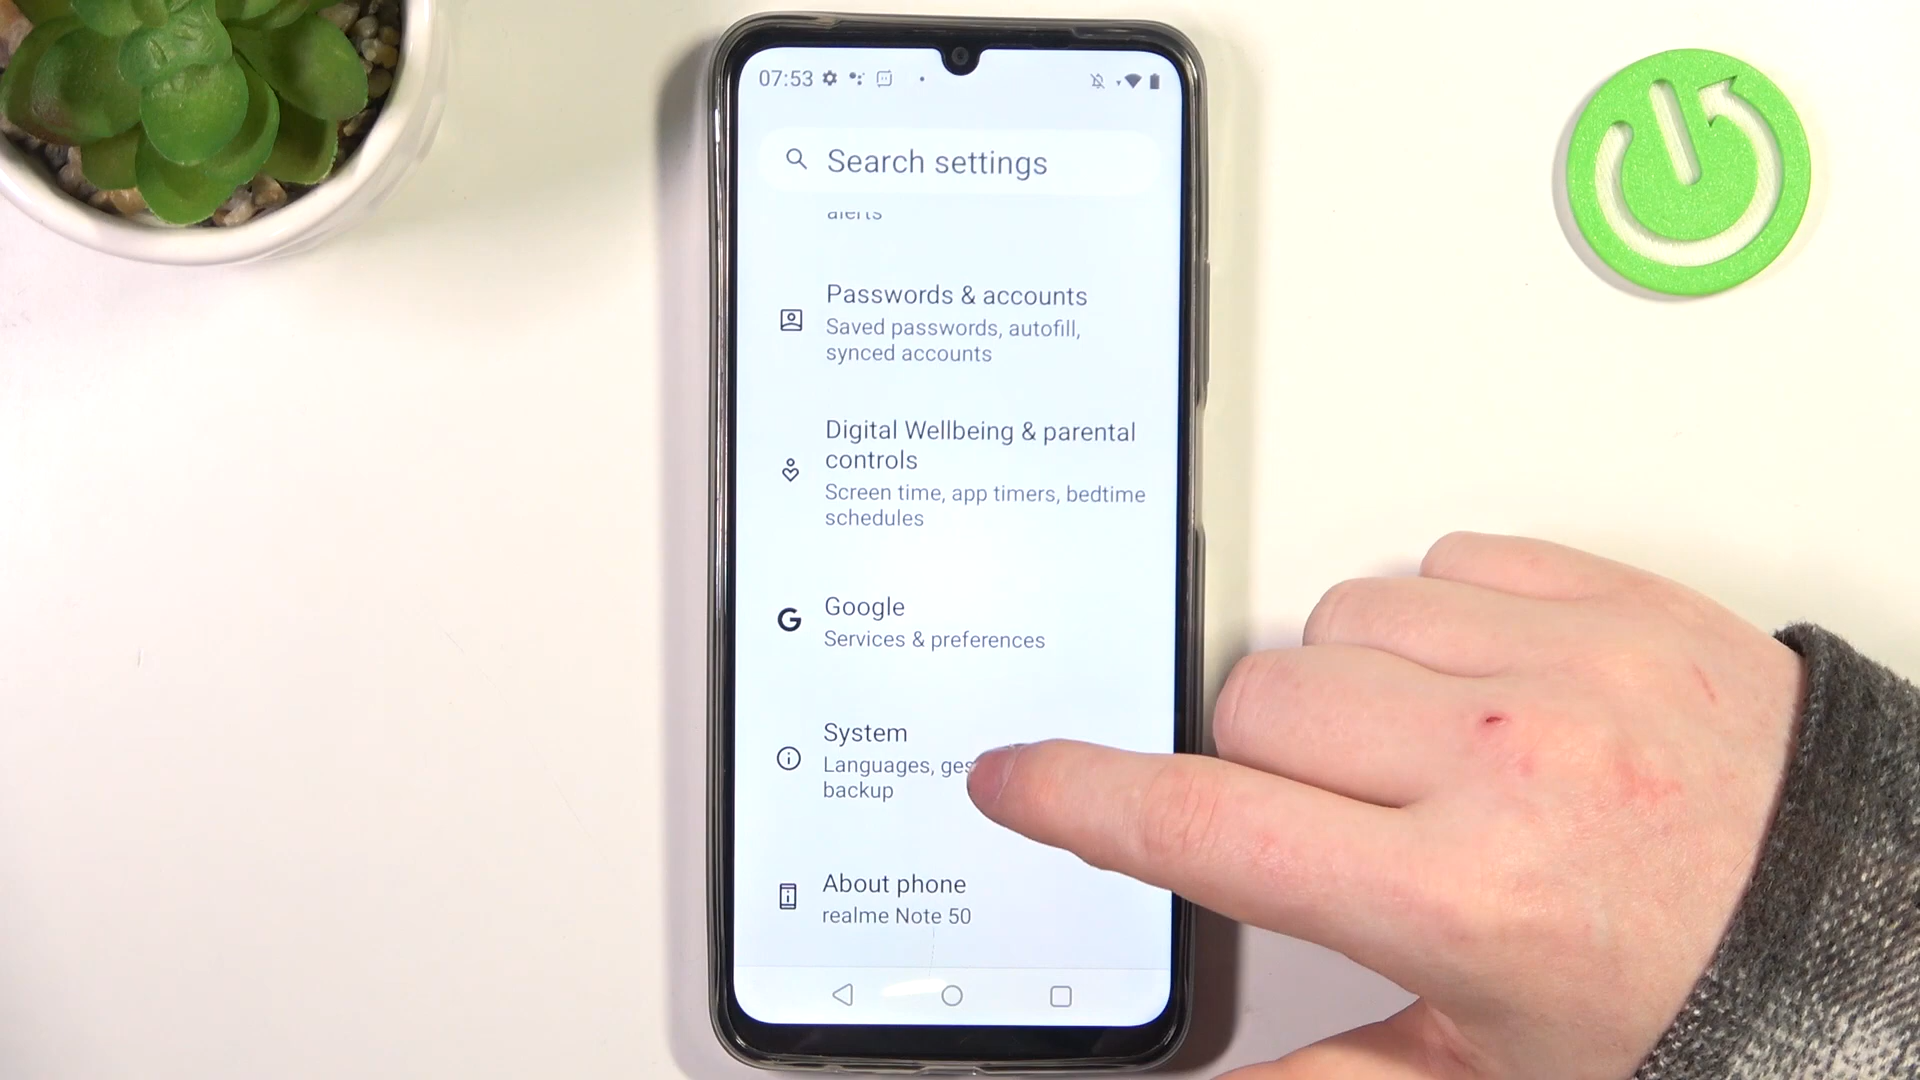 07:53
Search settings
alerts
Passwords & accounts
Saved passwords, autofill,
synced accounts
Digital Wellbeing & parental
controls
Screen time, app timers, bedtime
schedules
G Google
Services & preferences
System
Languages,
backup
About phone
realme Note 50